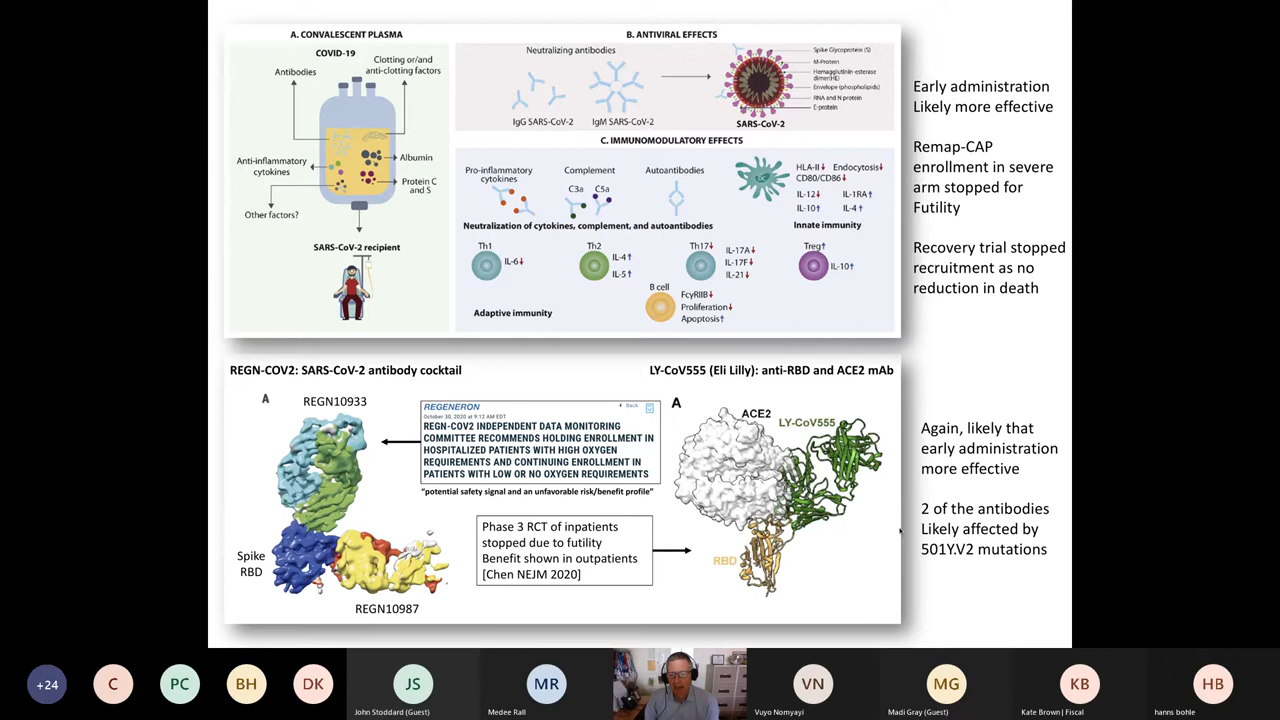 A. CONVALESCENT PLASMA
COVID-19
Antibodies
Clotting or/and
anti-clotting factors
Anti-inflammatory
cytokines
Albumin
Protein C
and S
Other factors?
SARS-CoV-2 recipient
B. ANTIVIRAL EFFECTS
Neutralizing antibodies
IgG SARS-CoV-2
IgM SARS-CoV-2
Spike Glycoprotein (S)
M-Protein
Hemagglutinin-esterase
dimer(HE)
Envelope (phospholipids)
RNA and N protein
E-protein
SARS-CoV-2
C. IMMUNOMODULATORY EFFECTS
Pro-inflammatory
cytokines
Complement
C3a
C5a
Autoantibodies
HLA-II↓ Endocytosis↓
CD80/CD86↓
IL-12↓ IL-1RA↑
IL-10↑ IL-4↑
Neutralization of cytokines, complement, and autoantibodies
Innate immunity
Th1
IL-6↓
Th2
IL-4↑
IL-5↑
Th17↓
IL-17A↓
IL-17F↓
IL-21↓
Treg↑
IL-10↑
B cell
FcγRIIB↓
Proliferation↓
Apoptosis↑
Adaptive immunity
Early administration
Likely more effective
Remap-CAP
enrollment in severe
arm stopped for
Futility
Recovery trial stopped
recruitment as no
reduction in death
REGN-COV2: SARS-CoV-2 antibody cocktail
A
REGN10933
Spike
RBD
REGN10987
REGENERON
Back
October 30, 2020 at 9:12 AM EDT
REGN-COV2 INDEPENDENT DATA MONITORING
COMMITTEE RECOMMENDS HOLDING ENROLLMENT IN
HOSPITALIZED PATIENTS WITH HIGH OXYGEN
REQUIREMENTS AND CONTINUING ENROLLMENT IN
PATIENTS WITH LOW OR NO OXYGEN REQUIREMENTS
"potential safety signal and an unfavorable risk/benefit profile"
Phase 3 RCT of inpatients
stopped due to futility
Benefit shown in outpatients
[Chen NEJM 2020]
LY-CoV555 (Eli Lilly): anti-RBD and ACE2 mAb
A
ACE2
LY-CoV555
RBD
Again, likely that
early administration
more effective
2 of the antibodies
Likely affected by
501Y.V2 mutations
+24
C
PC
BH
DK
JS
John Stoddard (Guest)
MR
Medee Rall
VN
Vuyo Nomyayi
MG
Madi Gray (Guest)
KB
Kate Brown | Fiscal
HB
hanns bohle